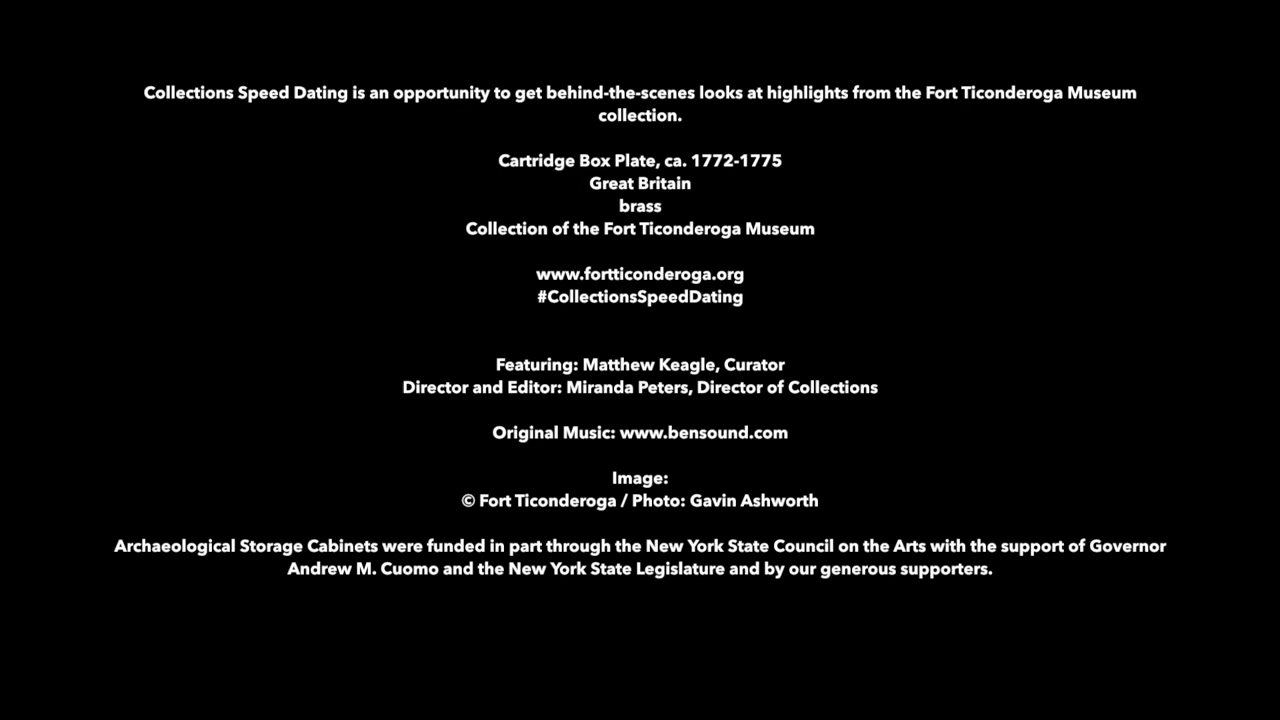 Collections Speed Dating is an opportunity to get behind-the-scenes looks at highlights from the Fort Ticonderoga Museum
collection.
Cartridge Box Plate, ca. 1772-1775
Great Britain
brass
Collection of the Fort Ticonderoga Museum
www.fortticonderoga.org
#CollectionsSpeedDating
Featuring: Matthew Keagle, Curator
Director and Editor: Miranda Peters, Director of Collections
Original Music: www.bensound.com
Image:
© Fort Ticonderoga / Photo: Gavin Ashworth
Archaeological Storage Cabinets were funded in part through the New York State Council on the Arts with the support of Governor
Andrew M. Cuomo and the New York State Legislature and by our generous supporters.